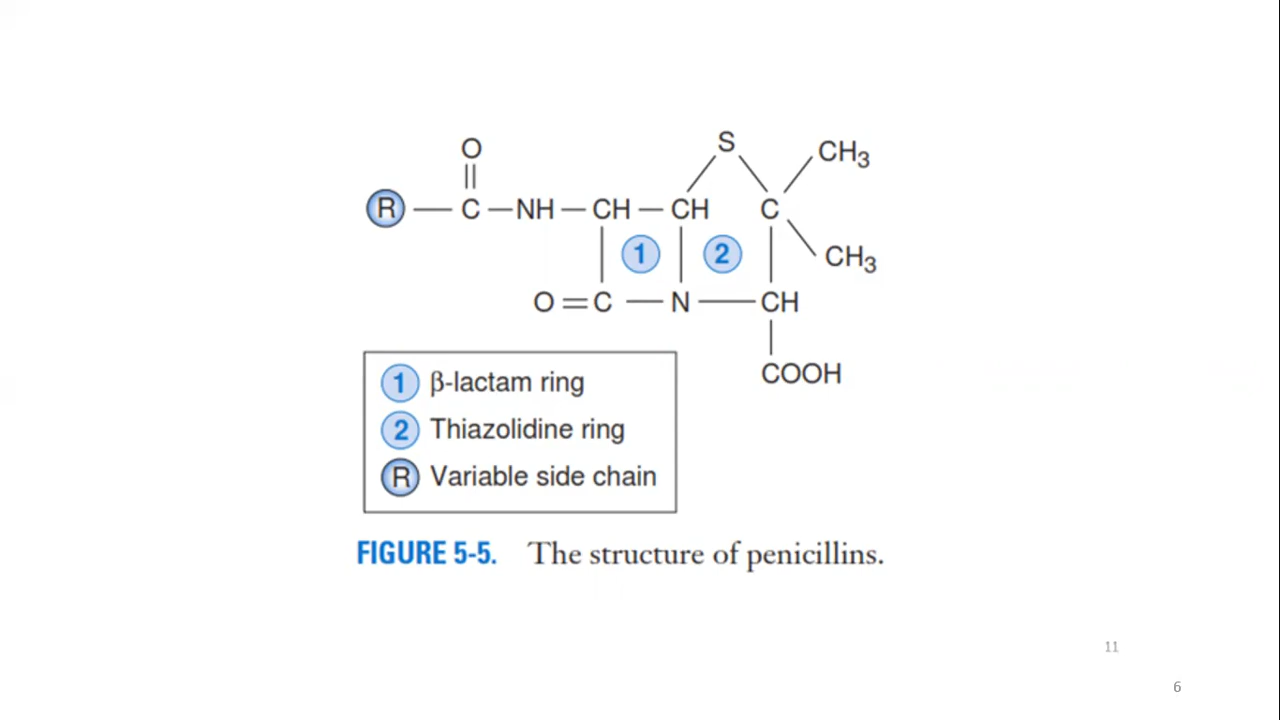 O
||
S
CH3
R — C — NH — CH — CH C
1 2
CH3
O = C — N — CH
COOH
1 β-lactam ring
2 Thiazolidine ring
R Variable side chain
FIGURE 5-5. The structure of penicillins.
11
6